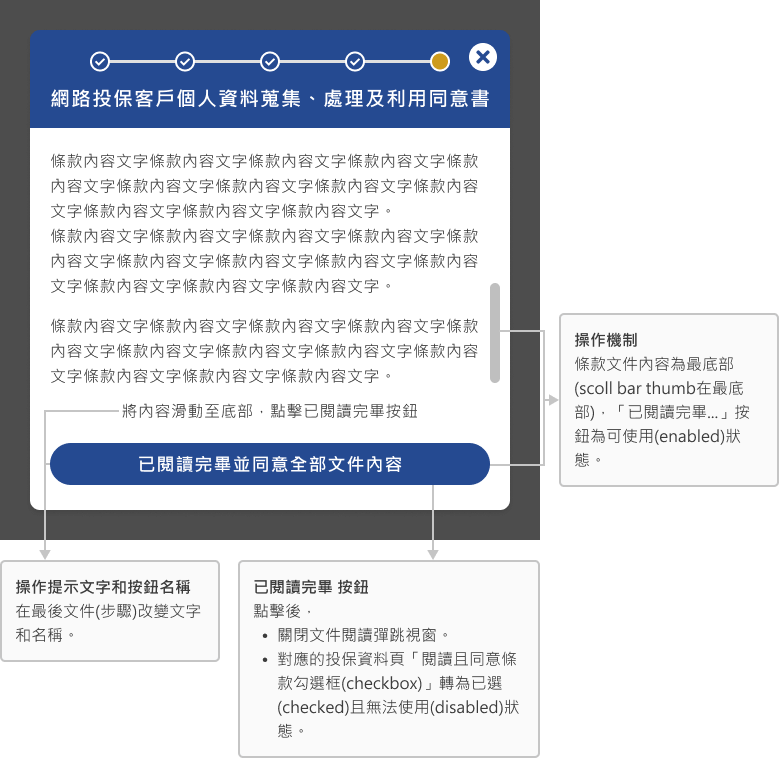 網路投保客戶個人資料蒐集、處理及利用同意書
條款內容文字條款內容文字條款內容文字條款內容文字條款
內容文字條款內容文字條款內容文字條款內容文字條款內容
文字條款內容文字條款內容文字條款內容文字。
條款內容文字條款內容文字條款內容文字條款內容文字條款
內容文字條款內容文字條款內容文字條款內容文字條款內容
文字條款內容文字條款內容文字條款內容文字。
條款內容文字條款內容文字條款內容文字條款內容文字條款
內容文字條款內容文字條款內容文字條款內容文字條款內容
文字條款內容文字條款內容文字條款內容文字。
將內容滑動至底部，點擊已閱讀完畢按鈕
已閱讀完畢並同意全部文件內容
操作機制
條款文件內容為最底部
(scoll bar thumb在最底
部)，「已閱讀完畢...」按
鈕為可使用(enabled)狀
態。
操作提示文字和按鈕名稱
在最後文件(步驟)改變文字
和名稱。
已閱讀完畢 按鈕
點擊後，
• 關閉文件閱讀彈跳視窗。
• 對應的投保資料頁「閱讀且同意條
款勾選框(checkbox)」轉為已選
(checked)且無法使用(disabled)狀
態。